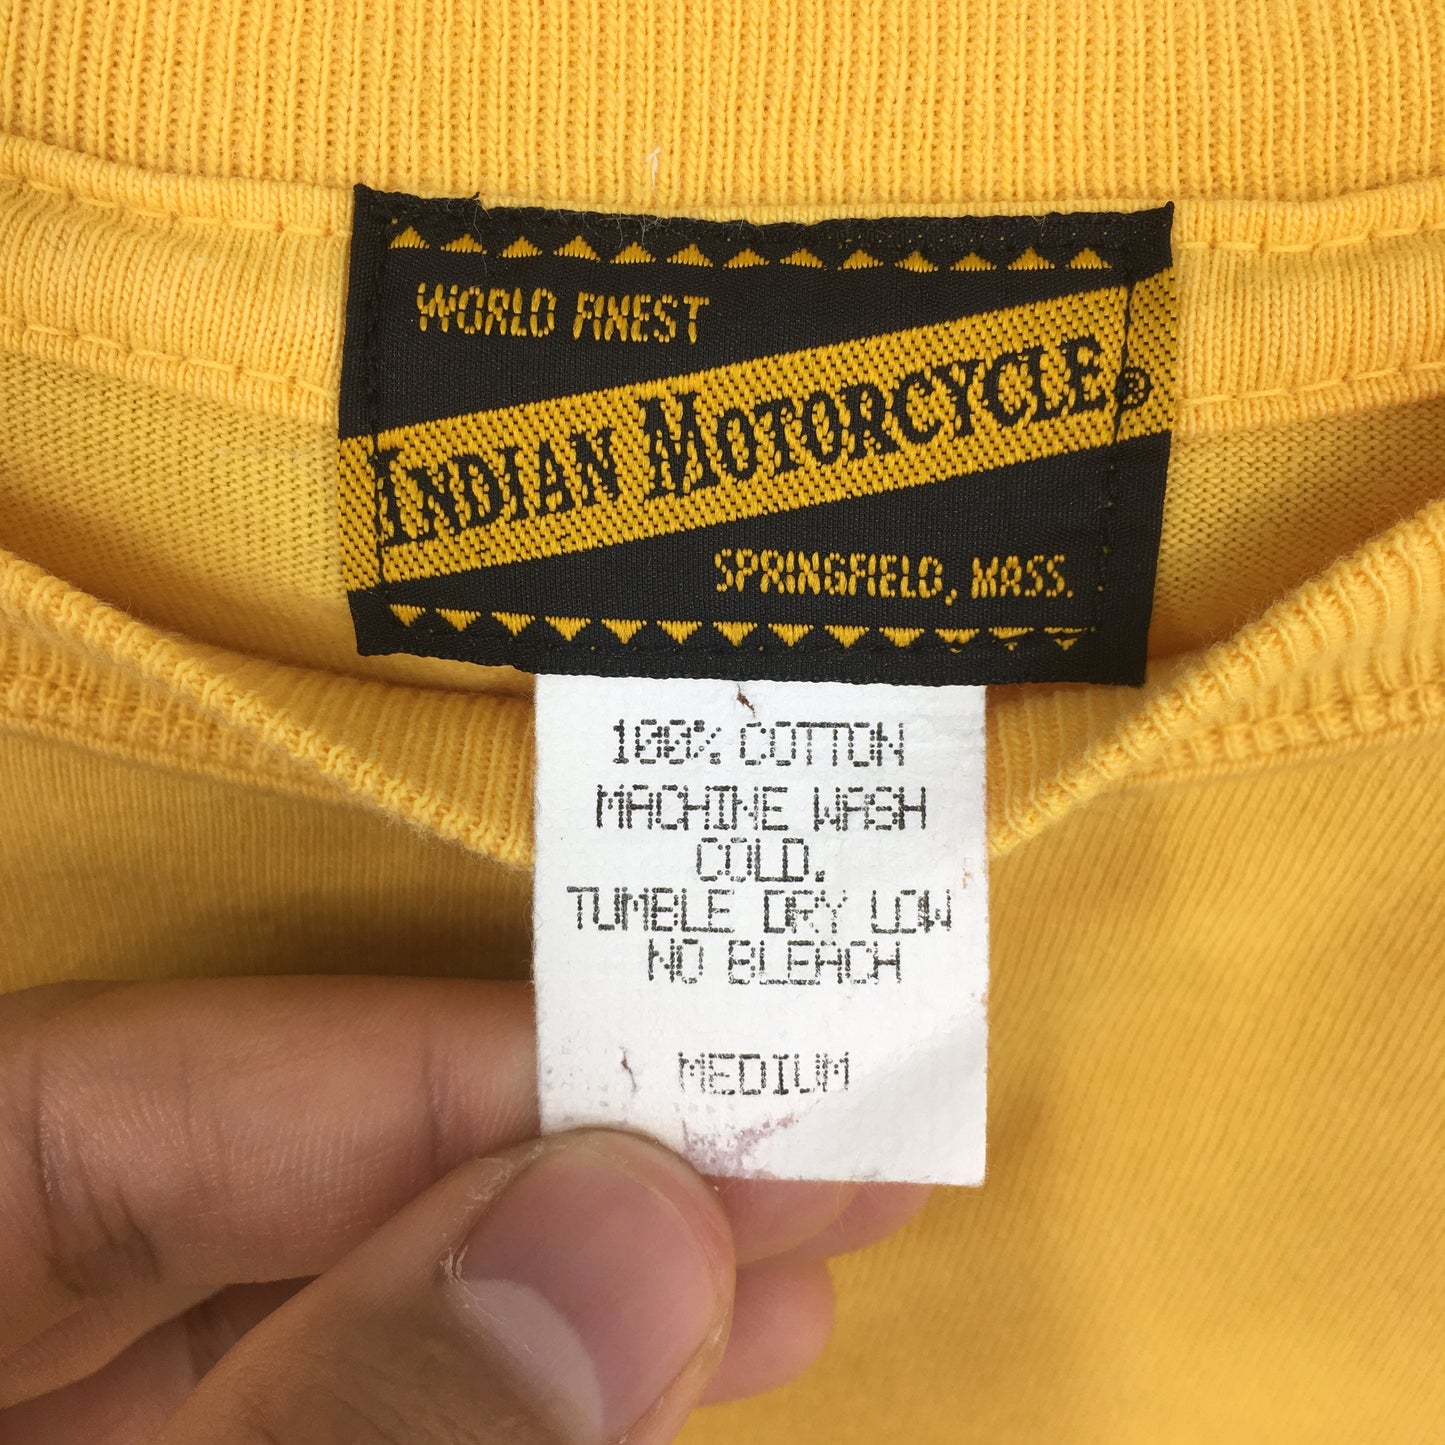 WORLD FINEST
INDIAN MOTORCYCLE®
SPRINGFIELD, MASS.
100% COTTON
MACHINE WASH
COLD.
TUMBLE DRY LOW
NO BLEACH
MEDIUM